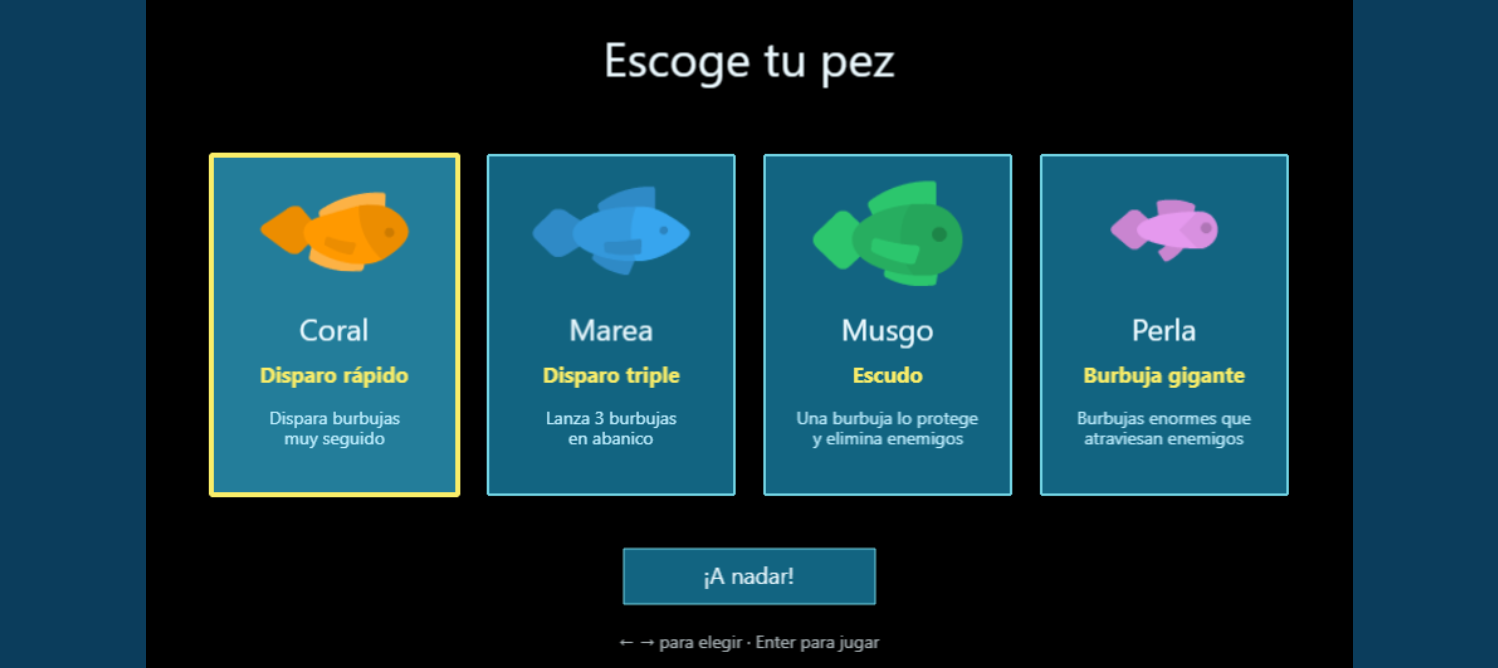 Escoge tu pez
Coral
Disparo rápido
Dispara burbujas
muy seguido
Marea
Disparo triple
Lanza 3 burbujas
en abanico
Musgo
Escudo
Una burbuja lo protege
y elimina enemigos
Perla
Burbuja gigante
Burbujas enormes que
atraviesan enemigos
¡A nadar!
← → para elegir · Enter para jugar